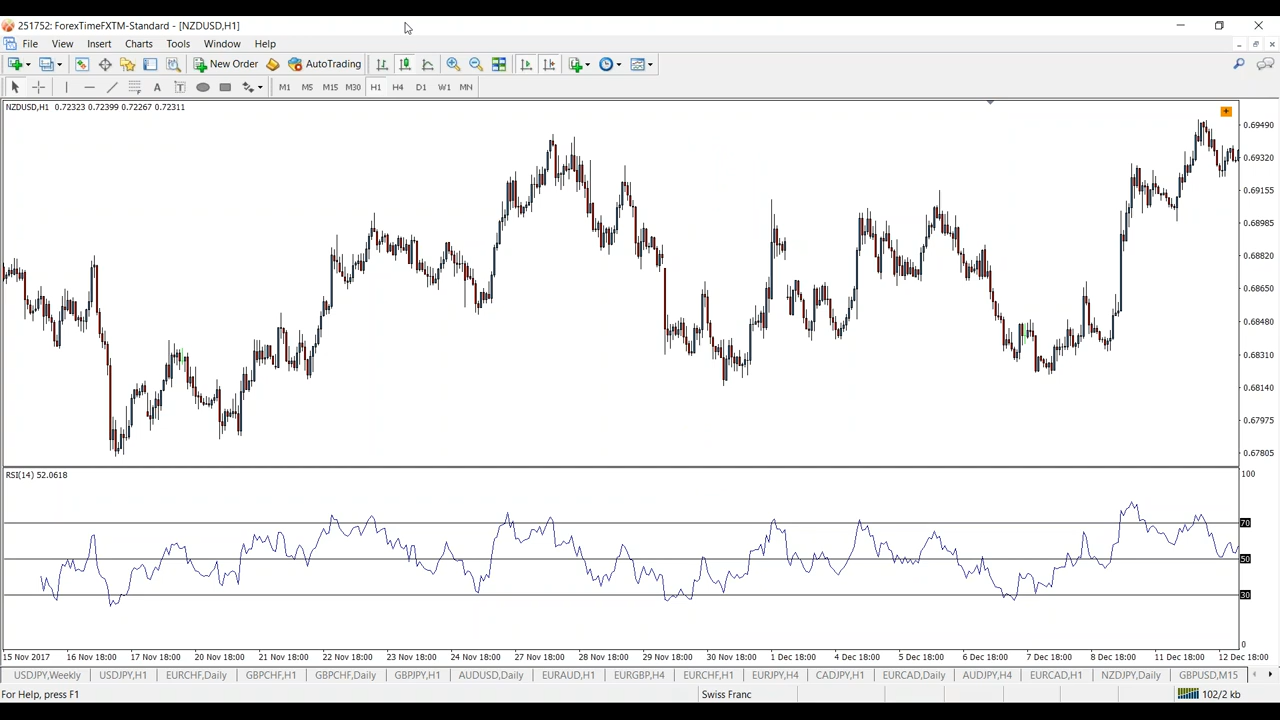 251752: ForexTimeFXTM-Standard - [NZDUSD,H1]
File View Insert Charts Tools Window Help
New Order AutoTrading
A T M1 M5 M15 M30 H1 H4 D1 W1 MN
NZDUSD,H1 0.72323 0.72399 0.72267 0.72311
0.69490
0.69320
0.69155
0.68985
0.68820
0.68650
0.68480
0.68310
0.68140
0.67975
0.67805
RSI(14) 52.0618
100
70
50
30
0
15 Nov 2017 16 Nov 18:00 17 Nov 18:00 20 Nov 18:00 21 Nov 18:00 22 Nov 18:00 23 Nov 18:00 24 Nov 18:00 27 Nov 18:00 28 Nov 18:00 29 Nov 18:00 30 Nov 18:00 1 Dec 18:00 4 Dec 18:00 5 Dec 18:00 6 Dec 18:00 7 Dec 18:00 8 Dec 18:00 11 Dec 18:00 12 Dec 18:00
USDJPY,Weekly USDJPY,H1 EURCHF,Daily GBPCHF,H1 GBPCHF,Daily GBPJPY,H1 AUDUSD,Daily EURAUD,H1 EURGBP,H4 EURCHF,H1 EURJPY,H4 CADJPY,H1 EURCAD,Daily AUDJPY,H4 EURCAD,H1 NZDJPY,Daily GBPUSD,M15
For Help, press F1 Swiss Franc 102/2 kb